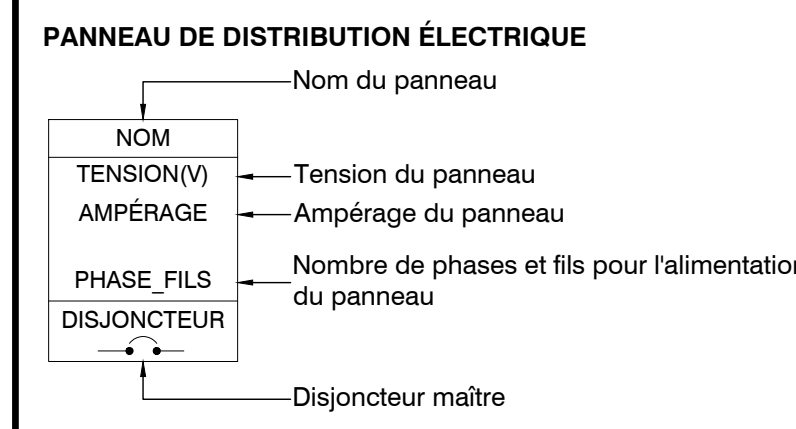 PANNEAU DE DISTRIBUTION ÉLECTRIQUE
Nom du panneau
NOM
TENSION(V)
Tension du panneau
AMPÉRAGE
Ampérage du panneau
PHASE_FILS
Nombre de phases et fils pour l'alimentation
du panneau
DISJONCTEUR
Disjoncteur maître